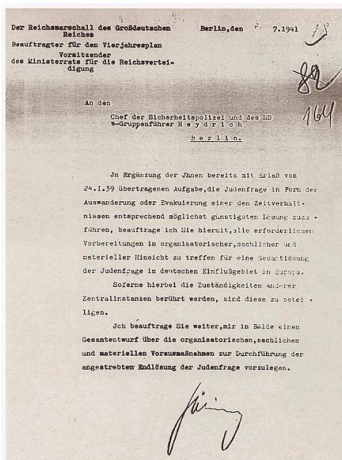 Der Reichsmarschall des Großdeutschen Berlin,den 7.1941
Reiches
Beauftragter für den Vierjahresplan
Vorsitzender
des Ministerrats für die Reichsvertei-
digung
88
164
An den
Chef der Sicherheitspolizei und des SD
Gruppenführer Heydrich
Berlin.
Jn Ergänzung der Jhnen bereits mit Erlaß vom
24.I.39 übertragenen Aufgabe,die Judenfrage in Form der
Auswanderung oder Evakuierung einer den Zeitverhält-
nissen entsprechend möglichst günstigsten Lösung zuzu-
führen, beauftrage ich Sie hiermit,alle erforderlichen
Vorbereitungen in organisatorischer,sachlicher und
materieller Hinsicht zu treffen für eine Gesamtlösung
der Judenfrage im deutschen Einflußgebiet in Europa.
Soferne hierbei die Zuständigkeiten anderer
Zentralinstanzen berührt werden, sind diese zu betei-
ligen.
Jch beauftrage Sie weiter,mir in Bälde einen
Gesamtentwurf über die organisatorischen,sachlichen
und materiellen Vorausmaßnahmen zur Durchführung der
angestrebten Endlösung der Judenfrage vorzulegen.
Göring